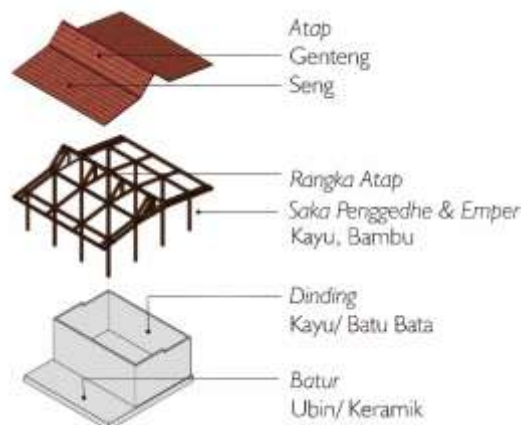 Atap
Genteng
Seng
Rangka Atap
Saka Penggedhe & Emper
Kayu, Bambu
Dinding
Kayu/ Batu Bata
Batur
Ubin/ Keramik